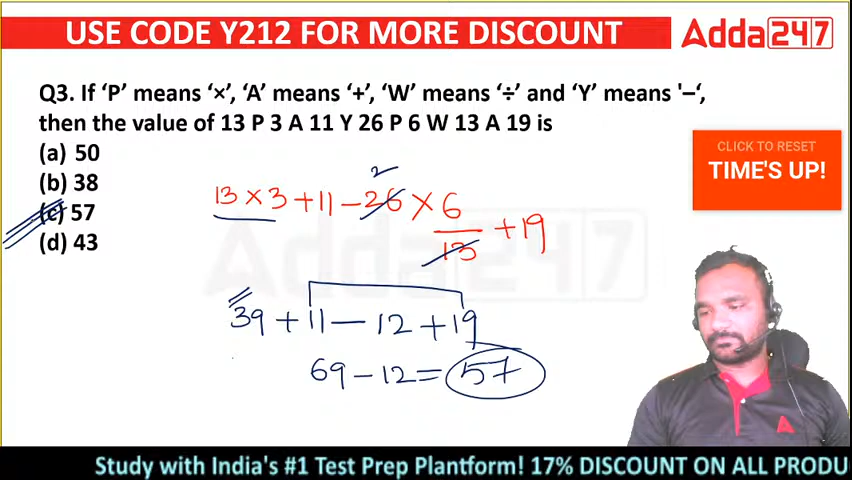 USE CODE Y212 FOR MORE DISCOUNT
Adda247
Q3. If ‘P’ means ‘×’, ‘A’ means ‘+’, ‘W’ means ‘÷’ and ‘Y’ means '–‘,
then the value of 13 P 3 A 11 Y 26 P 6 W 13 A 19 is
(a) 50
(b) 38
(c) 57
(d) 43
CLICK TO RESET
TIME'S UP!
2
13 × 3 + 11 – 26 × 6
13 + 19
39 + 11 – 12 + 19
69 – 12 = 57
Adda247
Study with India's #1 Test Prep Plantform! 17% DISCOUNT ON ALL PRODU